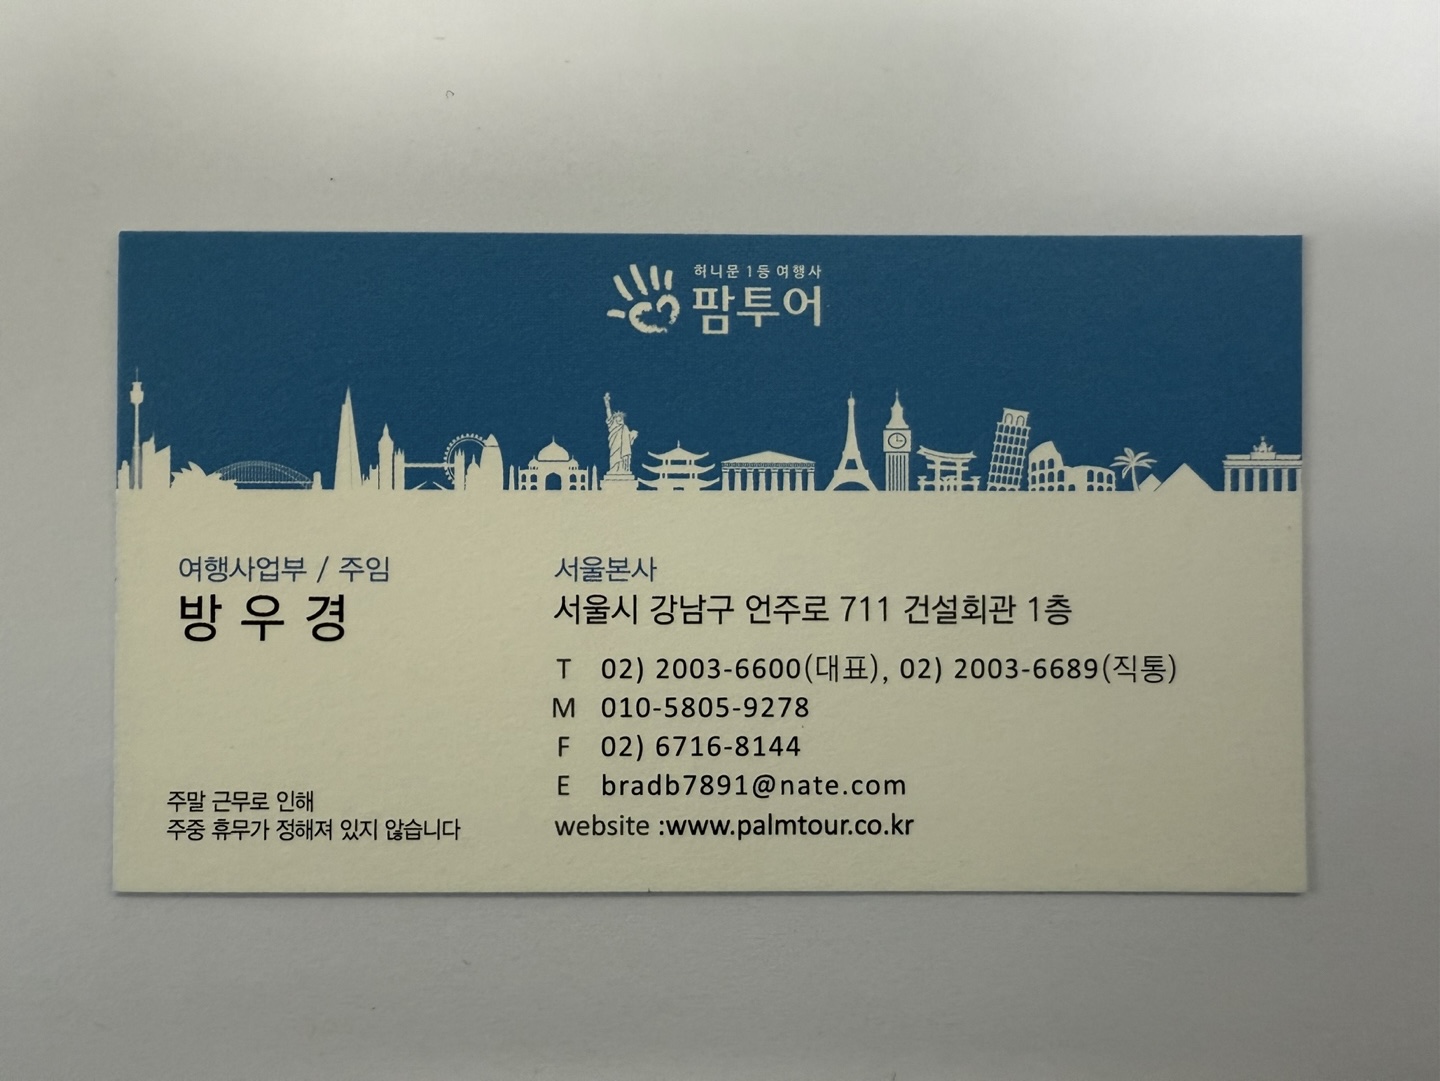 허니문 1등 여행사
팜투어
여행사업부 / 주임
방 우 경
주말 근무로 인해
주중 휴무가 정해져 있지 않습니다
서울본사
서울시 강남구 언주로 711 건설회관 1층
T 02) 2003-6600(대표), 02) 2003-6689(직통)
M 010-5805-9278
F 02) 6716-8144
E bradb7891@nate.com
website :www.palmtour.co.kr